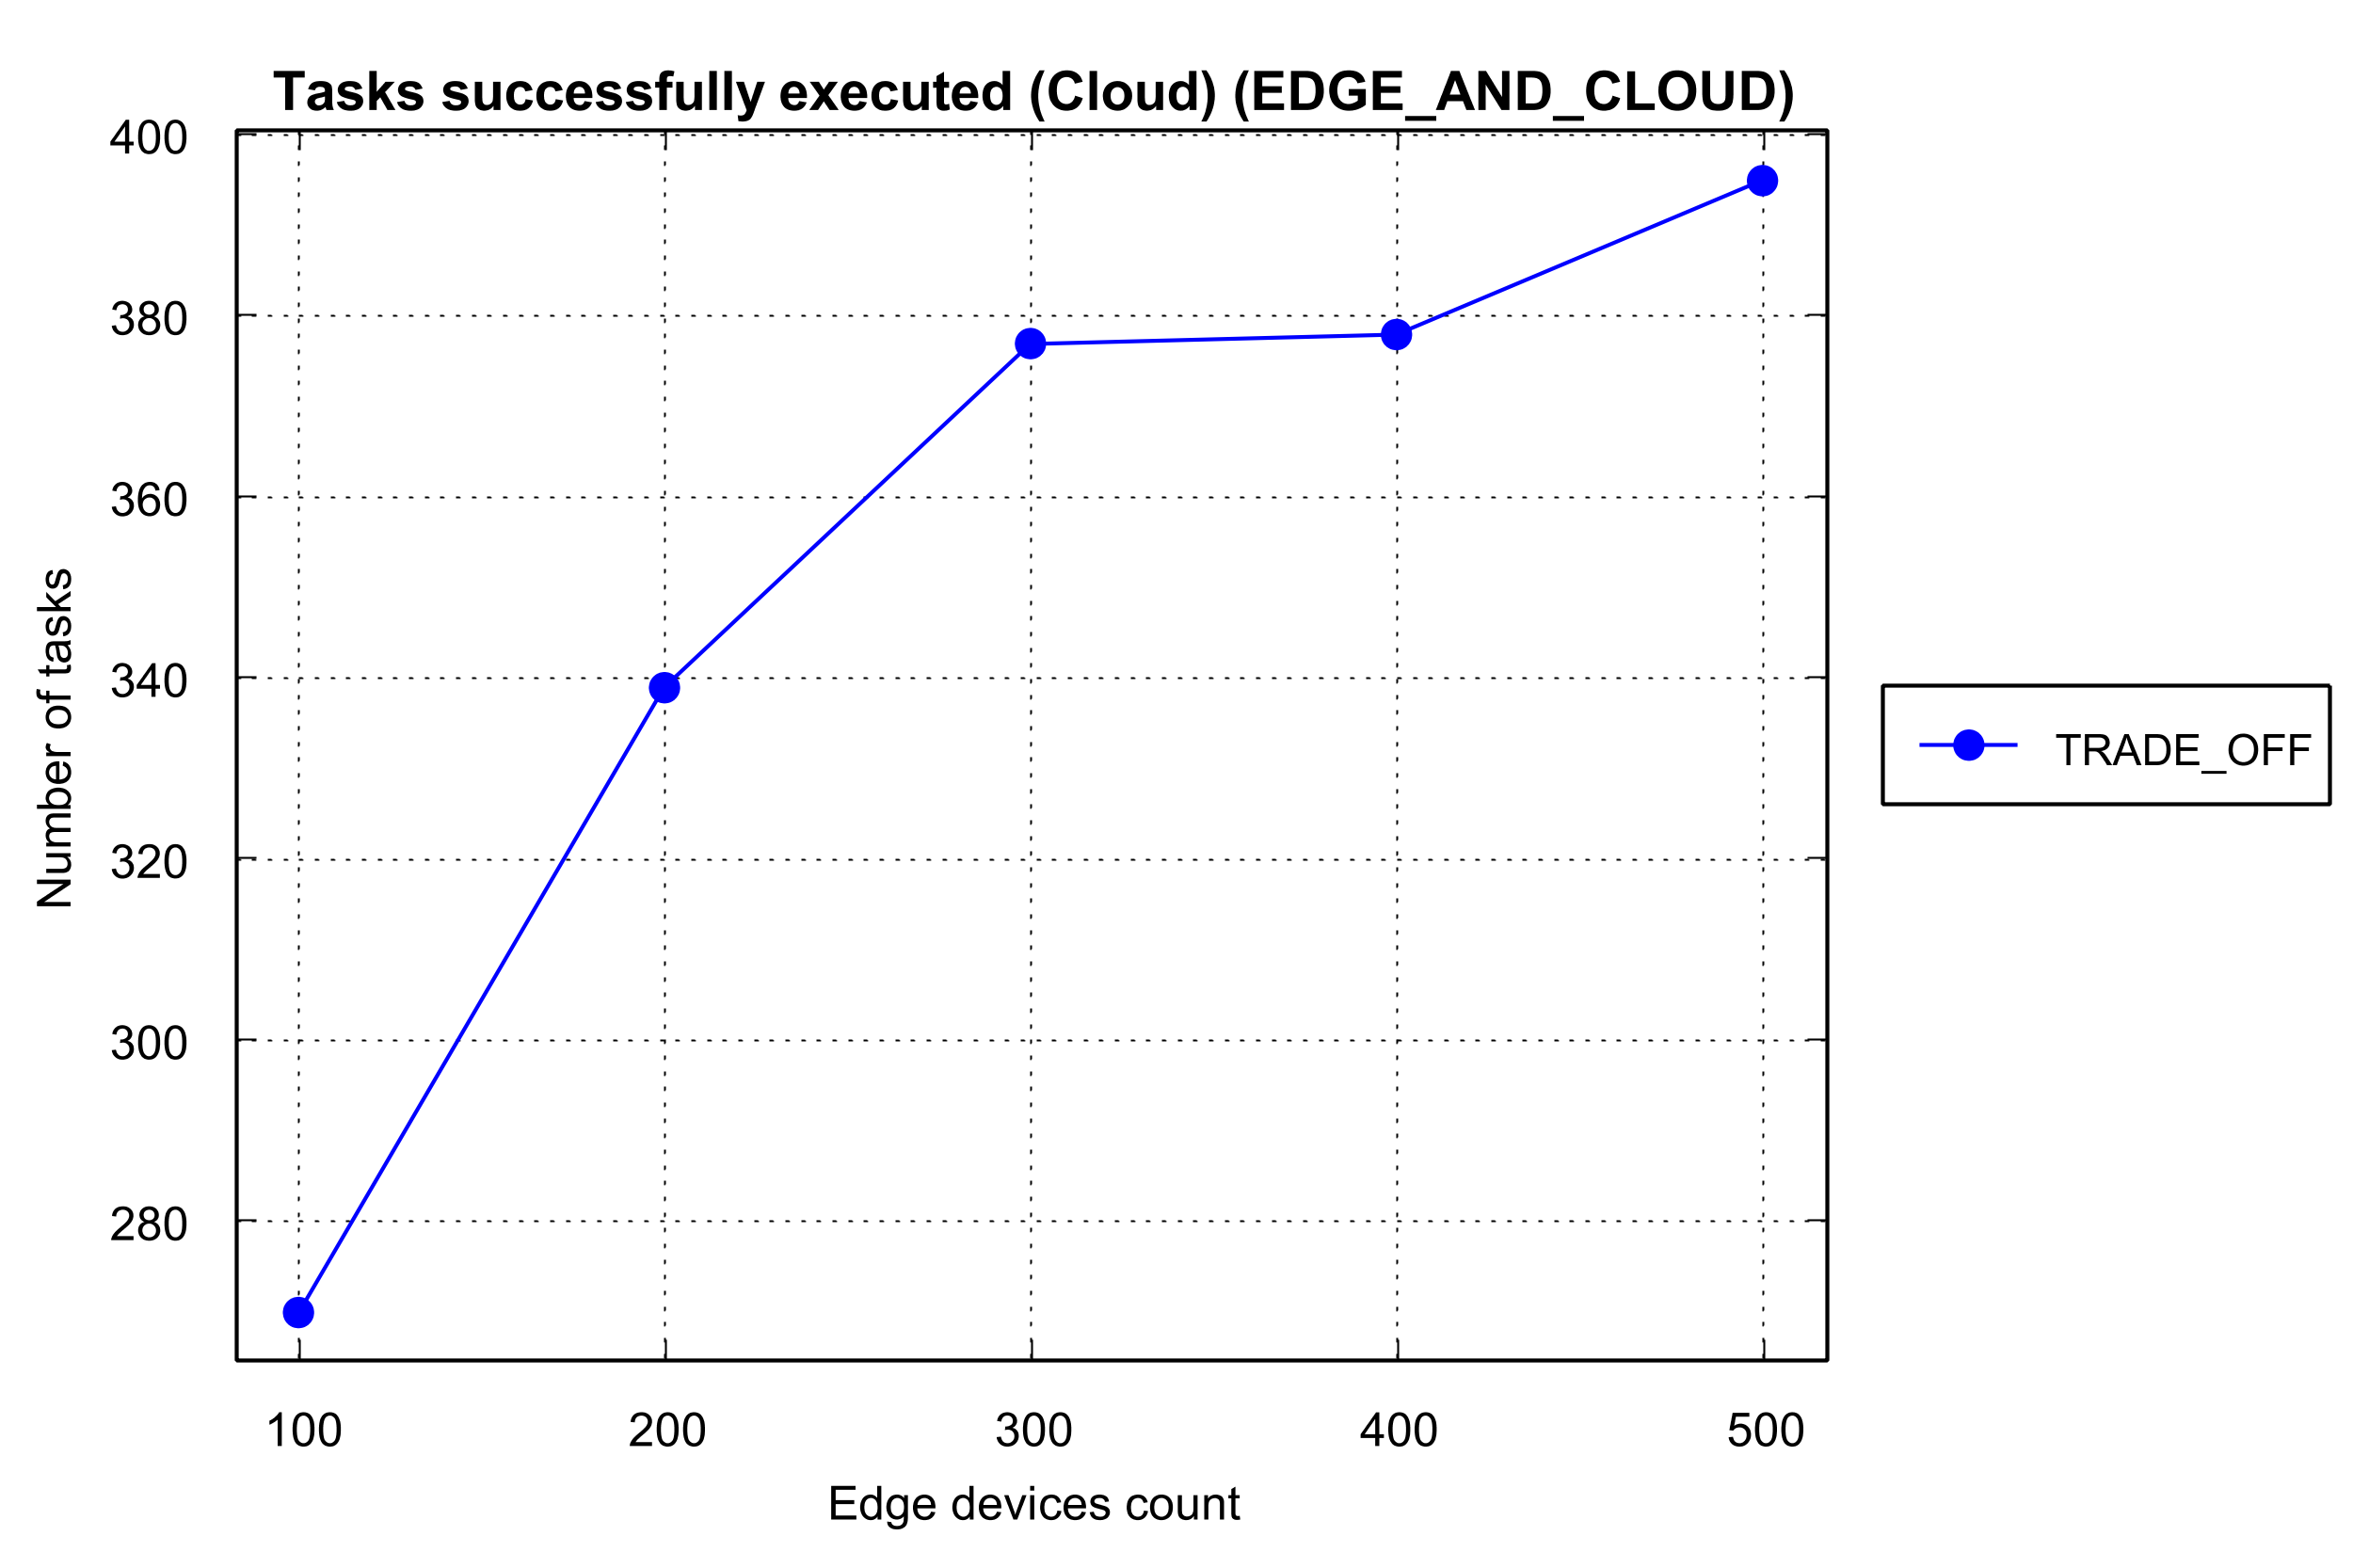 Tasks successfully executed (Cloud) (EDGE_AND_CLOUD)
400
380
360
340
320
300
280
Number of tasks
100 200 300 400 500
Edge devices count
TRADE_OFF